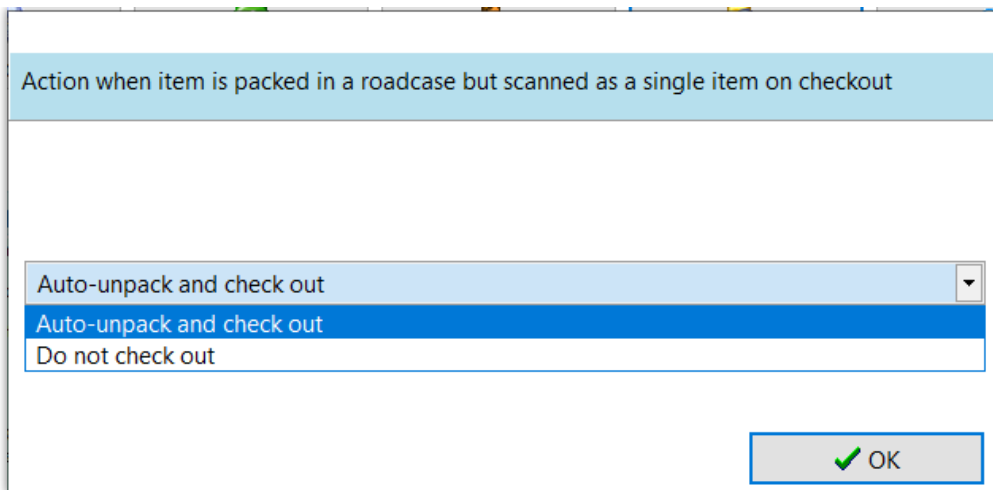 Action when item is packed in a roadcase but scanned as a single item on checkout
Auto-unpack and check out
Auto-unpack and check out
Do not check out
OK